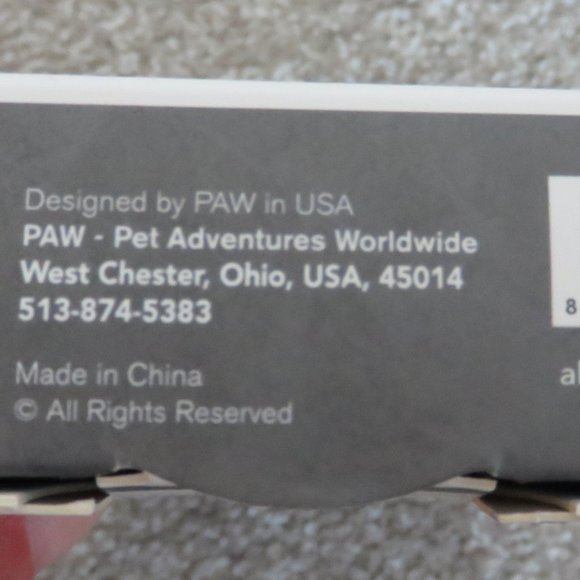 Designed by PAW in USA
PAW - Pet Adventures Worldwide
West Chester, Ohio, USA, 45014
513-874-5383
8
Made in China
© All Rights Reserved